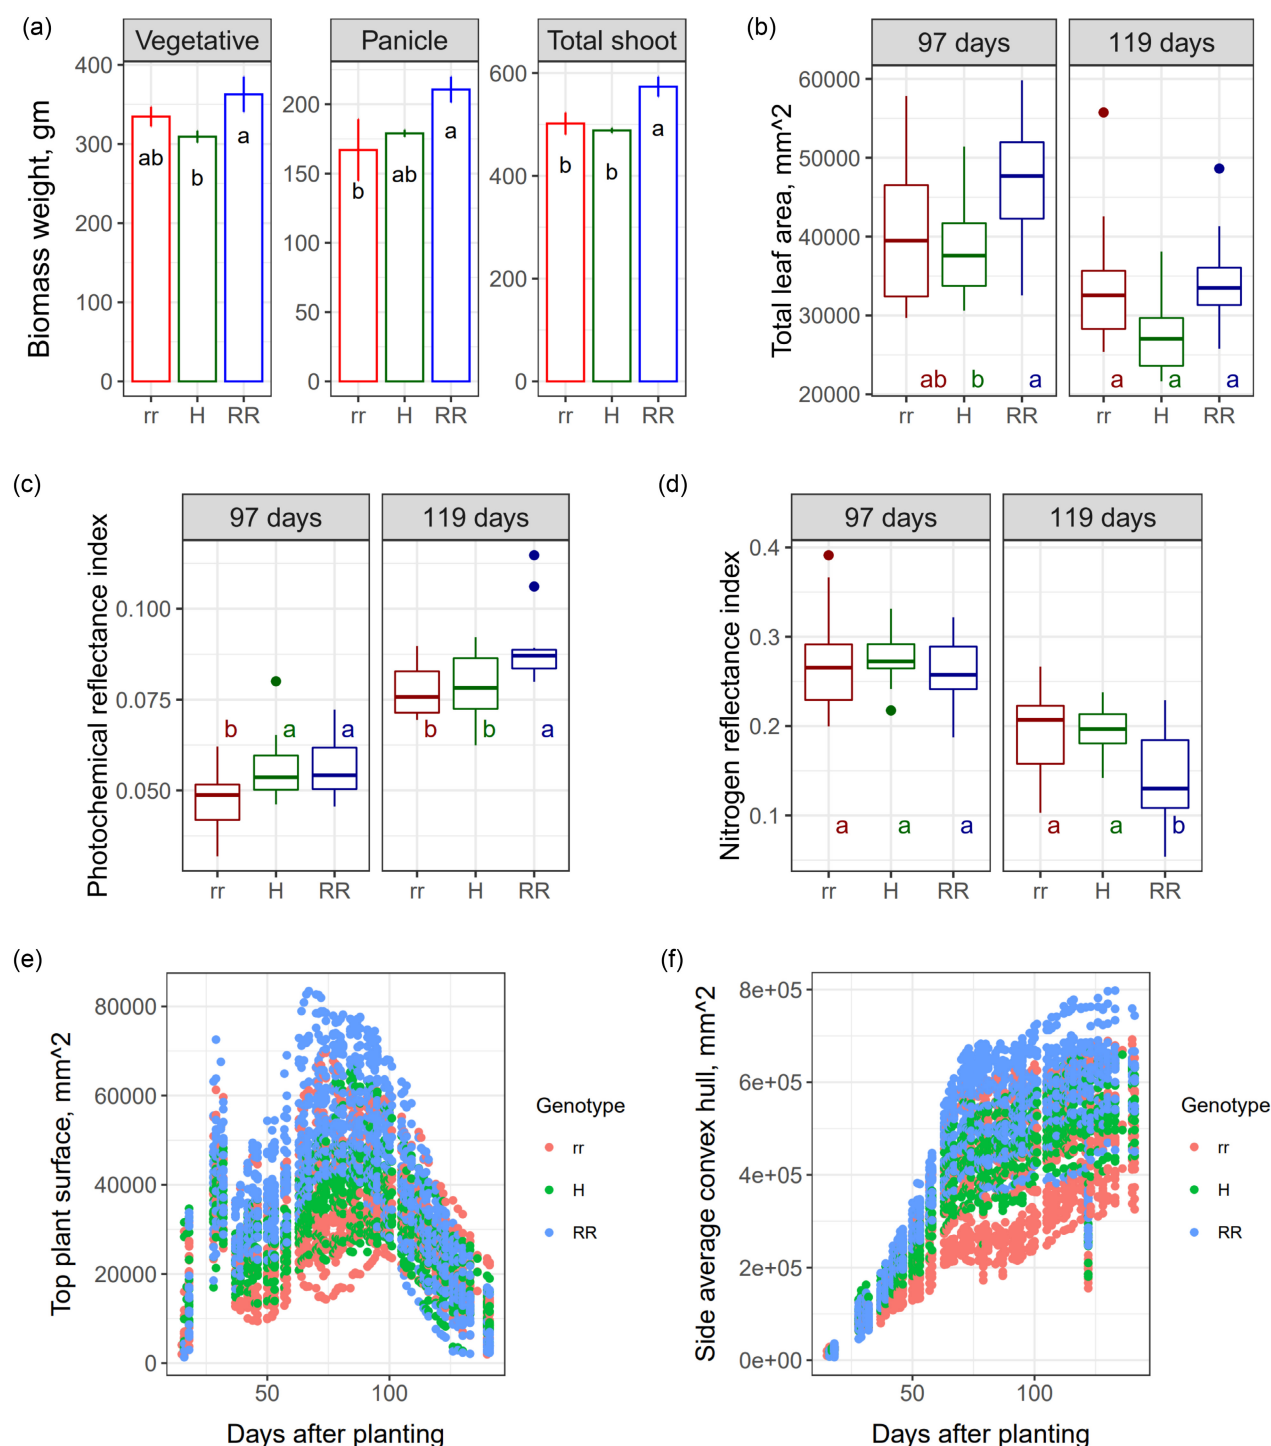 (a)
Vegetative
Panicle
Total shoot
Biomass weight, gm
400
300
200
100
0
ab
b
a
rr
H
RR
200
150
100
50
0
b
ab
a
rr
H
RR
600
400
200
0
b
b
a
rr
H
RR
(b)
97 days
119 days
Total leaf area, mm^2
60000
50000
40000
30000
20000
ab
b
a
a
a
a
rr
H
RR
rr
H
RR
(c)
97 days
119 days
Photochemical reflectance index
0.100
0.075
0.050
b
a
a
b
b
a
rr
H
RR
rr
H
RR
(d)
97 days
119 days
Nitrogen reflectance index
0.4
0.3
0.2
0.1
a
a
a
a
a
b
rr
H
RR
rr
H
RR
(e)
Top plant surface, mm^2
80000
60000
40000
20000
0
50
100
Days after planting
Genotype
rr
H
RR
(f)
Side average convex hull, mm^2
8e+05
6e+05
4e+05
2e+05
0e+00
50
100
Days after planting
Genotype
rr
H
RR